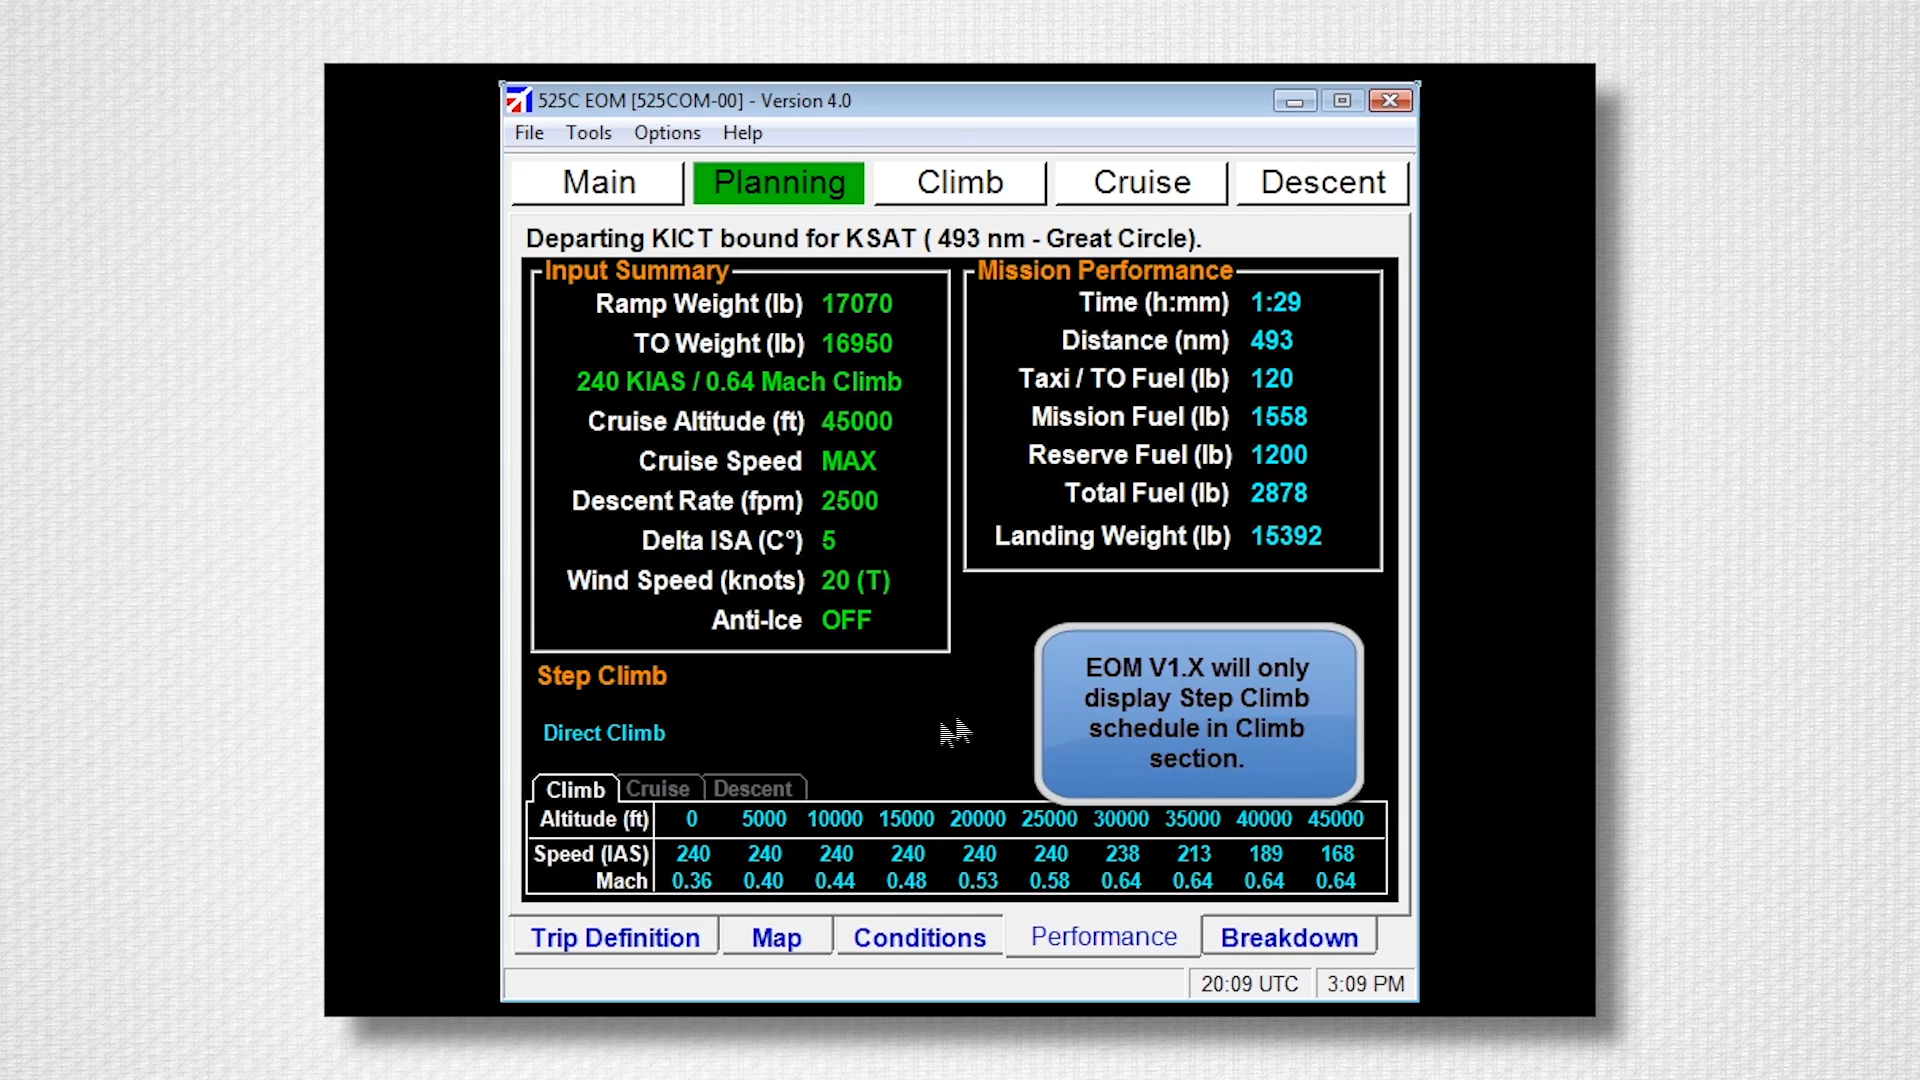 525C EOM [525COM-00] - Version 4.0
File Tools Options Help
Main Planning Climb Cruise Descent
Departing KICT bound for KSAT ( 493 nm - Great Circle).
Input Summary
Ramp Weight (lb) 17070
TO Weight (lb) 16950
240 KIAS / 0.64 Mach Climb
Cruise Altitude (ft) 45000
Cruise Speed MAX
Descent Rate (fpm) 2500
Delta ISA (C°) 5
Wind Speed (knots) 20 (T)
Anti-Ice OFF
Mission Performance
Time (h:mm) 1:29
Distance (nm) 493
Taxi / TO Fuel (lb) 120
Mission Fuel (lb) 1558
Reserve Fuel (lb) 1200
Total Fuel (lb) 2878
Landing Weight (lb) 15392
Step Climb
Direct Climb
EOM V1.X will only
display Step Climb
schedule in Climb
section.
Climb Cruise Descent
Altitude (ft) 0 5000 10000 15000 20000 25000 30000 35000 40000 45000
Speed (IAS) 240 240 240 240 240 240 238 213 189 168
Mach 0.36 0.40 0.44 0.48 0.53 0.58 0.64 0.64 0.64 0.64
Trip Definition Map Conditions Performance Breakdown
20:09 UTC 3:09 PM